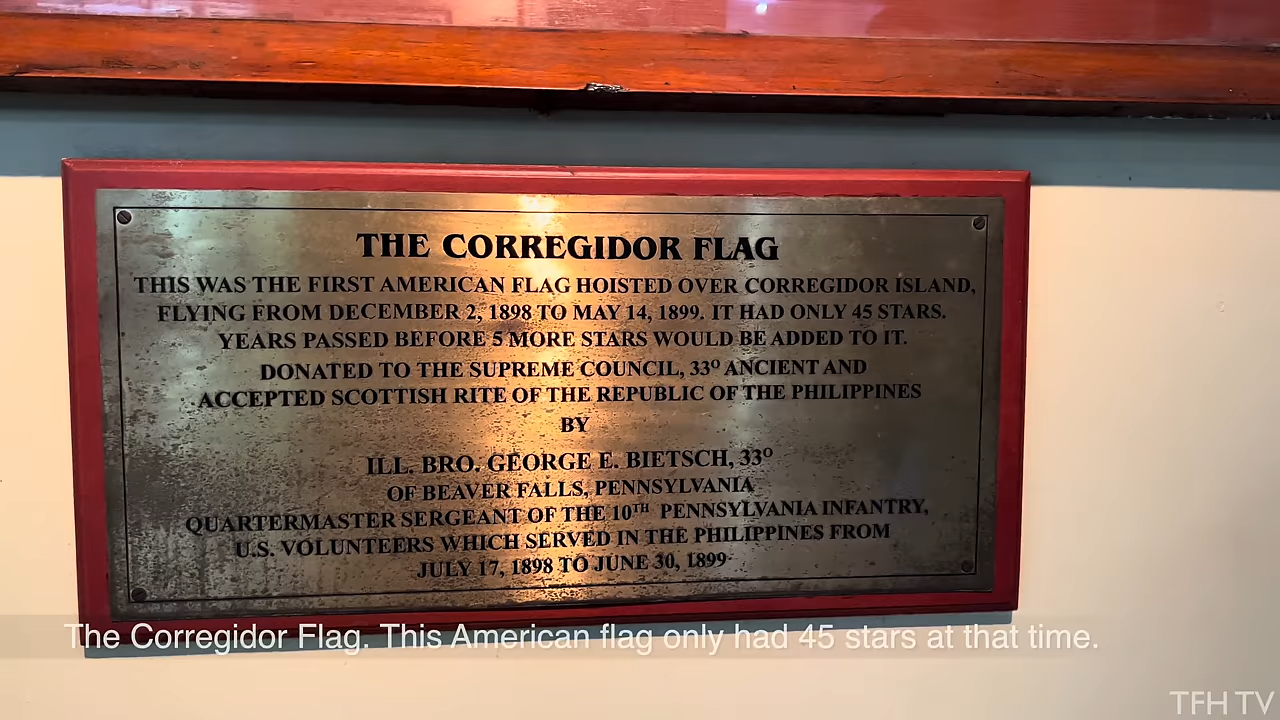 THE CORREGIDOR FLAG
THIS WAS THE FIRST AMERICAN FLAG HOISTED OVER CORREGIDOR ISLAND,
FLYING FROM DECEMBER 2, 1898 TO MAY 14, 1899. IT HAD ONLY 45 STARS.
YEARS PASSED BEFORE 5 MORE STARS WOULD BE ADDED TO IT.
DONATED TO THE SUPREME COUNCIL, 33º ANCIENT AND
ACCEPTED SCOTTISH RITE OF THE REPUBLIC OF THE PHILIPPINES
BY
ILL. BRO. GEORGE E. BIETSCH, 33º
OF BEAVER FALLS, PENNSYLVANIA
QUARTERMASTER SERGEANT OF THE 10TH PENNSYLVANIA INFANTRY,
U.S. VOLUNTEERS WHICH SERVED IN THE PHILIPPINES FROM
JULY 17, 1898 TO JUNE 30, 1899
The Corregidor Flag. This American flag only had 45 stars at that time.
TFH TV